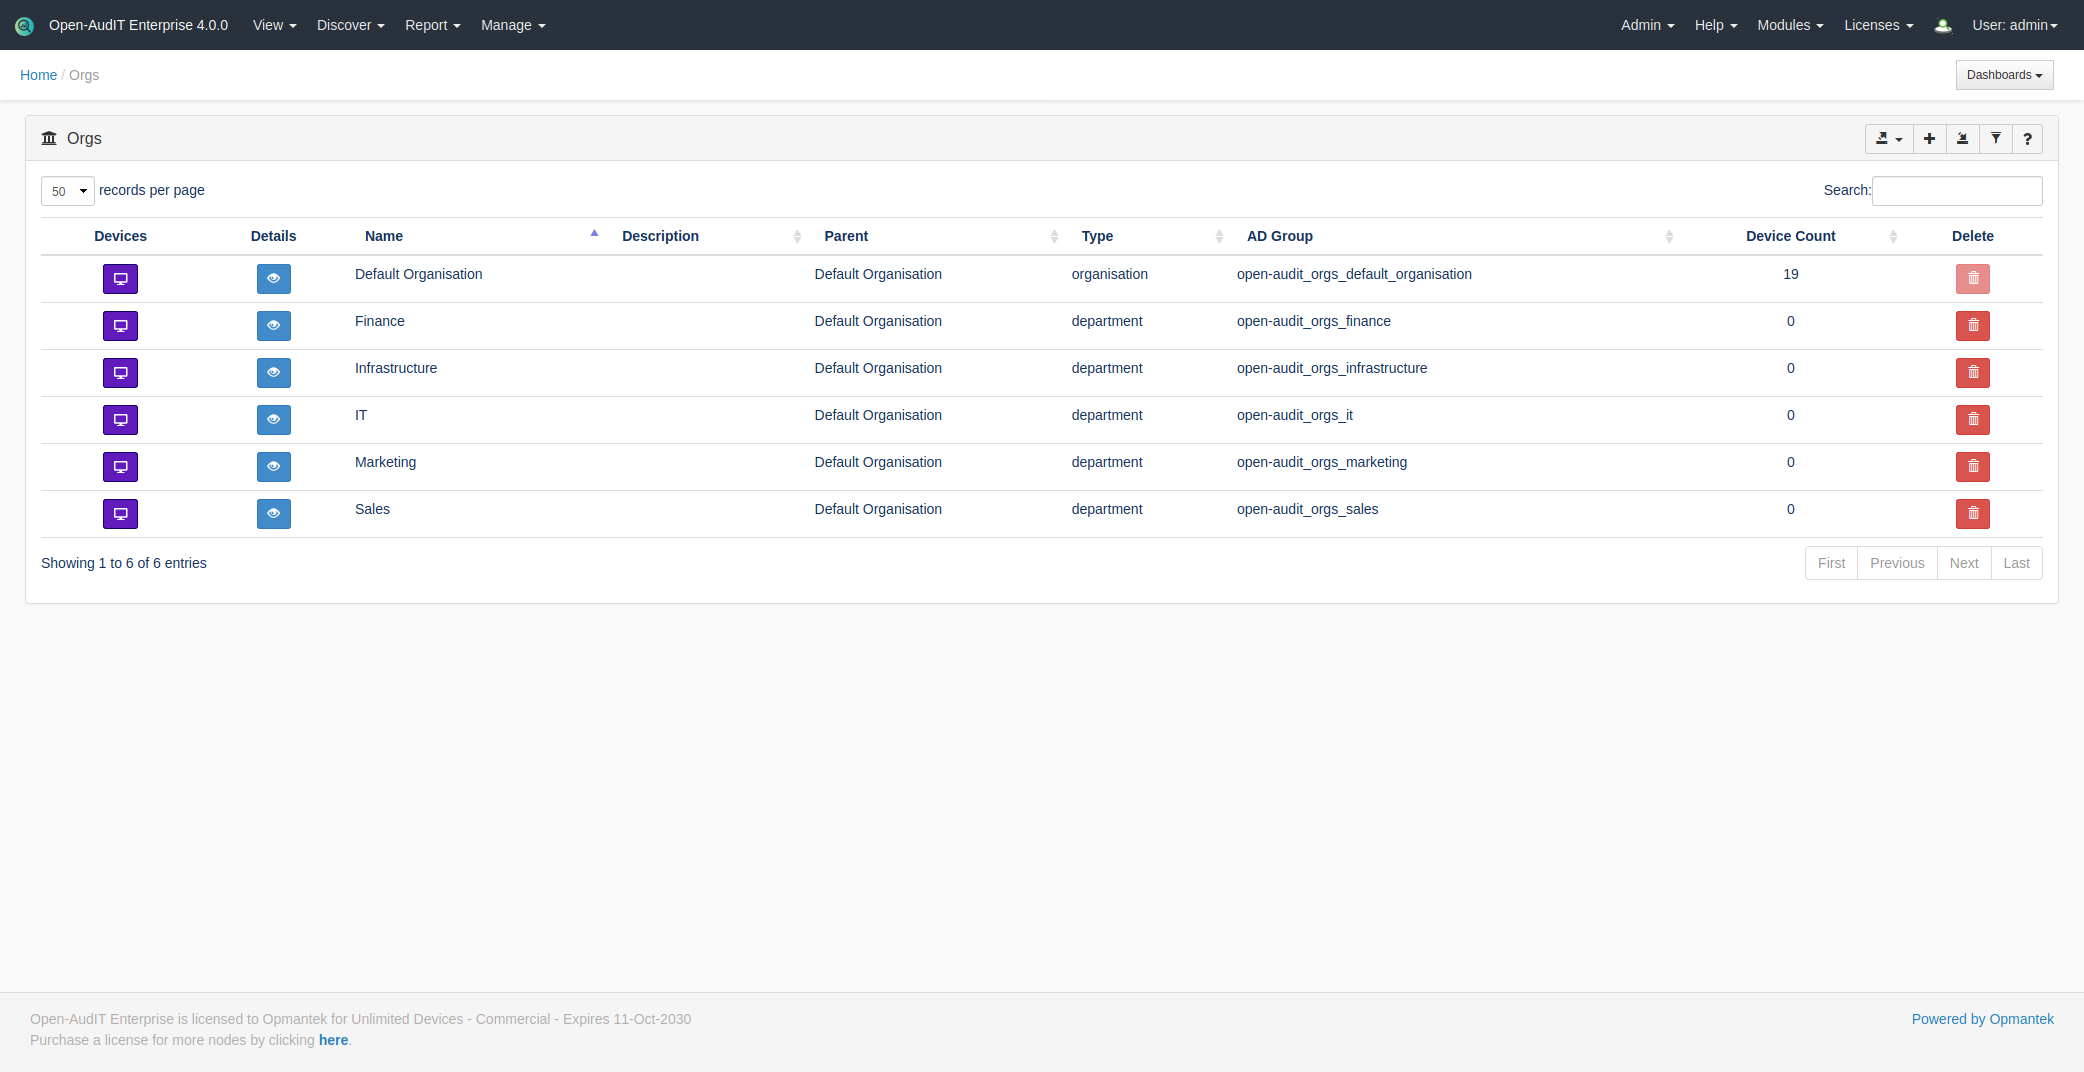 Open-AudIT Enterprise 4.0.0 View Discover Report Manage Admin Help Modules Licenses User: admin
Home / Orgs Dashboards
Orgs ?
50 records per page Search:
Devices Details Name Description Parent Type AD Group Device Count Delete
Default Organisation Default Organisation organisation open-audit_orgs_default_organisation 19
Finance Default Organisation department open-audit_orgs_finance 0
Infrastructure Default Organisation department open-audit_orgs_infrastructure 0
IT Default Organisation department open-audit_orgs_it 0
Marketing Default Organisation department open-audit_orgs_marketing 0
Sales Default Organisation department open-audit_orgs_sales 0
Showing 1 to 6 of 6 entries First Previous Next Last
Open-AudIT Enterprise is licensed to Opmantek for Unlimited Devices - Commercial - Expires 11-Oct-2030 Powered by Opmantek
Purchase a license for more nodes by clicking here.